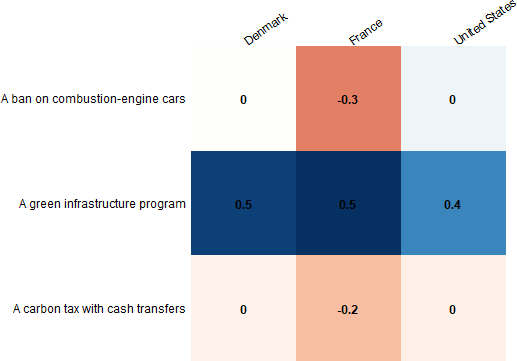 Denmark France United States
A ban on combustion-engine cars 0 -0.3 0
A green infrastructure program 0.5 0.5 0.4
A carbon tax with cash transfers 0 -0.2 0